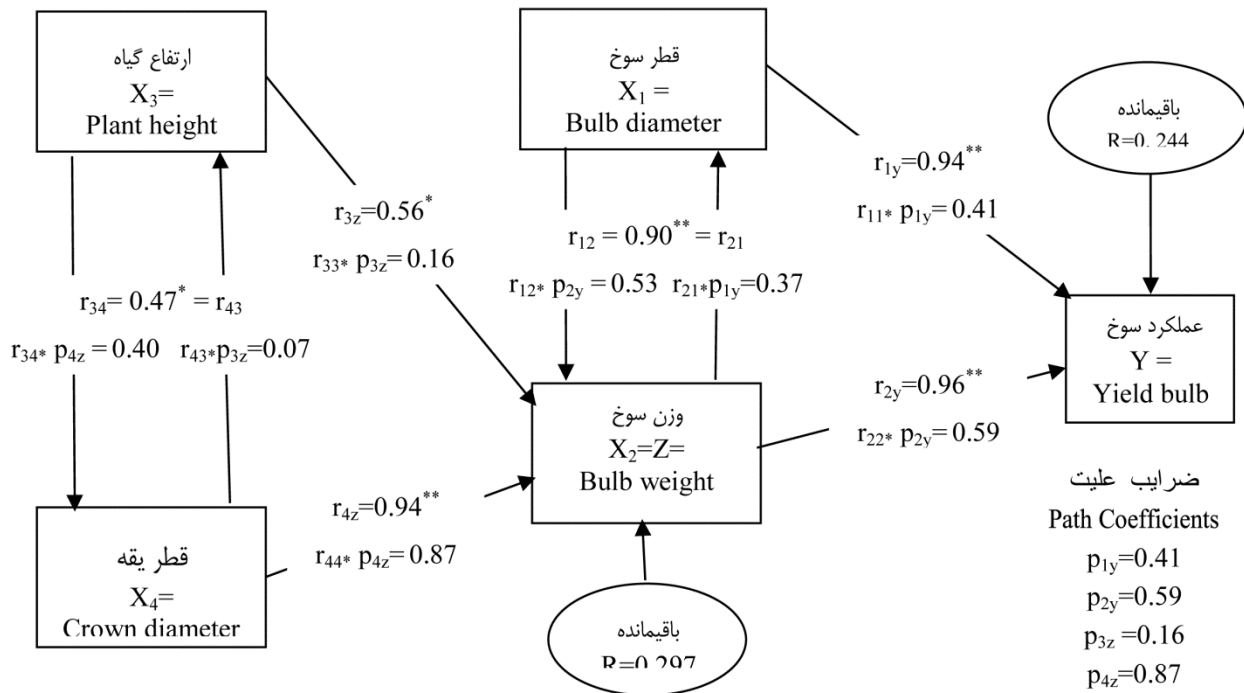 ارتفاع گیاه
X3=
Plant height
قطر سوخ
X1 =
Bulb diameter
باقیمانده
R=0. 244
r3z=0.56*
r33* p3z=0.16
r12 = 0.90** = r21
r12* p2y = 0.53 r21*p1y=0.37
r1y=0.94**
r11* p1y=0.41
r34= 0.47* = r43
r34* p4z = 0.40 r43*p3z=0.07
عملکرد سوخ
Y =
Yield bulb
وزن سوخ
X2=Z=
Bulb weight
r2y=0.96**
r22* p2y=0.59
r4z=0.94**
r44* p4z=0.87
قطر یقه
X4=
Crown diameter
باقیمانده
R=0.297
ضرایب علیت
Path Coefficients
p1y=0.41
p2y=0.59
p3z =0.16
p4z=0.87